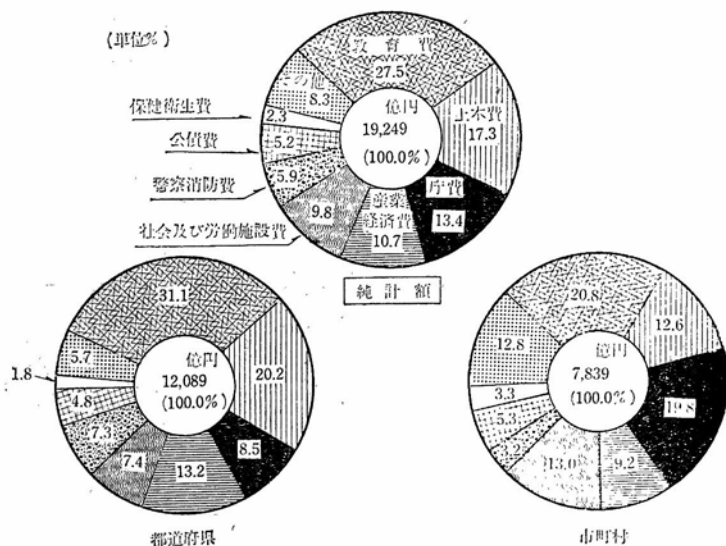 (単位%)
教育費
27.5
土木費
17.3
庁費
13.4
産業
経済費
10.7
社会及び労働施設費
9.8
警察消防費
5.9
公債費
5.2
保健衛生費
2.3
その他
8.3
億円
19,249
(100.0%)
純計額
31.1
20.2
8.5
13.2
7.4
7.3
4.8
1.8
5.7
億円
12,089
(100.0%)
都道府県
20.8
12.6
19.8
9.2
13.0
3.2
5.3
3.3
12.8
億円
7,839
(100.0%)
市町村